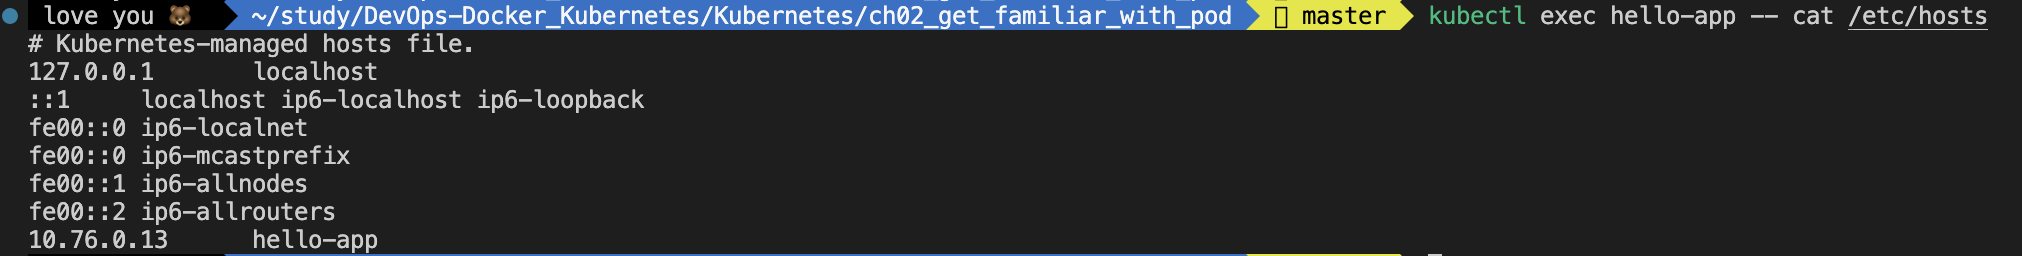 love you 🐻 ~/study/DevOps-Docker_Kubernetes/Kubernetes/ch02_get_familiar_with_pod master kubectl exec hello-app -- cat /etc/hosts
# Kubernetes-managed hosts file.
127.0.0.1 localhost
::1 localhost ip6-localhost ip6-loopback
fe00::0 ip6-localnet
fe00::0 ip6-mcastprefix
fe00::1 ip6-allnodes
fe00::2 ip6-allrouters
10.76.0.13 hello-app